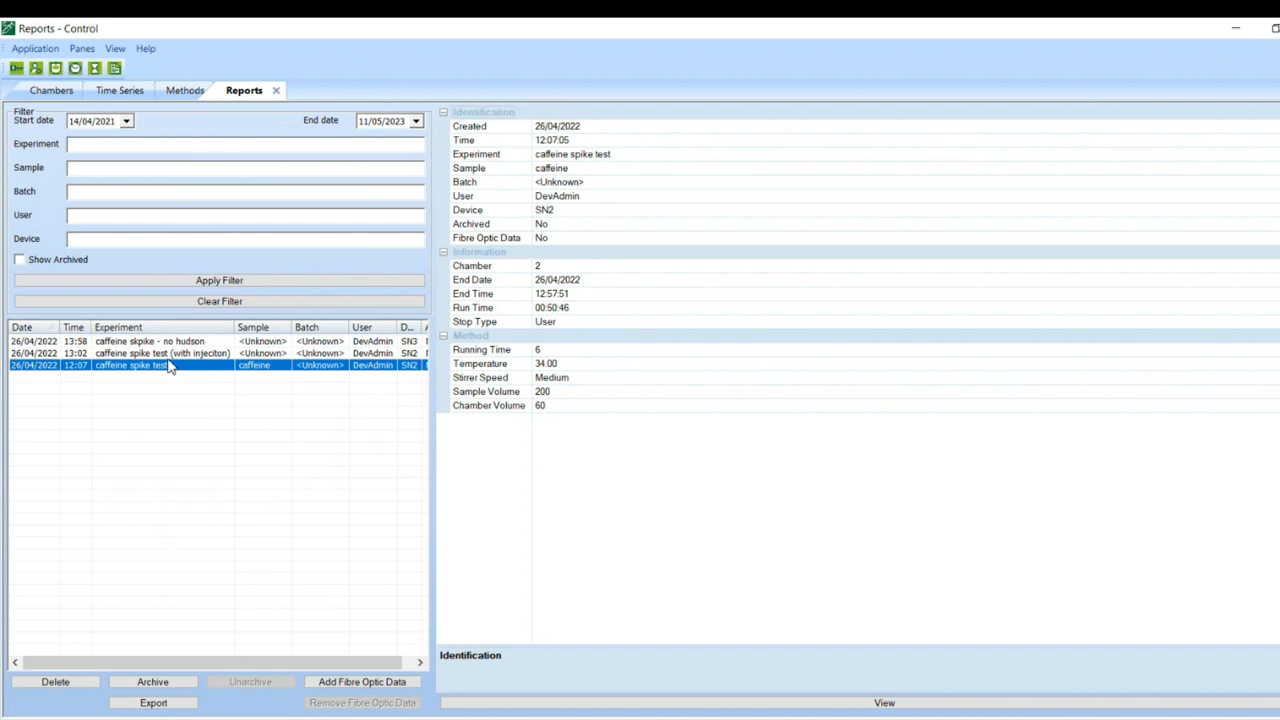 Reports - Control
Application Panes View Help
Chambers Time Series Methods Reports
Filter
Start date 14/04/2021 End date 11/05/2023
Experiment
Sample
Batch
User
Device
Show Archived
Apply Filter
Clear Filter
Date Time Experiment Sample Batch User D... A
26/04/2022 13:58 caffeine skpike - no hudson <Unknown> <Unknown> DevAdmin SN3 N
26/04/2022 13:02 caffeine spike test (with injeciton) <Unknown> <Unknown> DevAdmin SN2 N
26/04/2022 12:07 caffeine spike test caffeine <Unknown> DevAdmin SN2
Delete Archive Unarchive Add Fibre Optic Data
Export Remove Fibre Optic Data
Identification
Created 26/04/2022
Time 12:07:05
Experiment caffeine spike test
Sample caffeine
Batch <Unknown>
User DevAdmin
Device SN2
Archived No
Fibre Optic Data No
Information
Chamber 2
End Date 26/04/2022
End Time 12:57:51
Run Time 00:50:46
Stop Type User
Method
Running Time 6
Temperature 34.00
Stirrer Speed Medium
Sample Volume 200
Chamber Volume 60
Identification
View